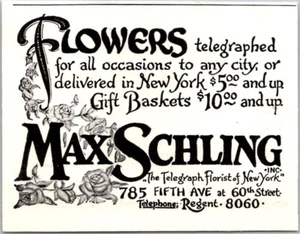 Flowers telegraphed
for all occasions to any city, or
delivered in New York $5.00 and up
Gift Baskets $10.00 and up
Max Schling
INC.
"The Telegraph Florist of New York"
785 FIFTH AVE at 60th Street
Telephone; Regent · 8060 ·